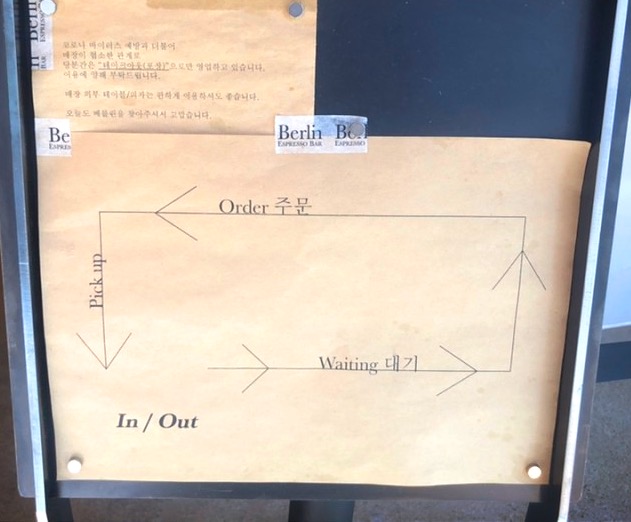 Berlin
ESPRESSO BAR
코로나 바이러스 예방과 더불어
매장이 협소한 관계로
당분간은 "테이크아웃(포장)"으로만 영업하고 있습니다.
이용에 양해 부탁드립니다.
매장 외부 테이블/의자는 편하게 이용하셔도 좋습니다.
오늘도 베를린을 찾아주셔서 고맙습니다.
Be
ESPRES
Berlin
ESPRESSO BAR
ESPRESSO
Order 주문
Pick up
Waiting 대기
In / Out